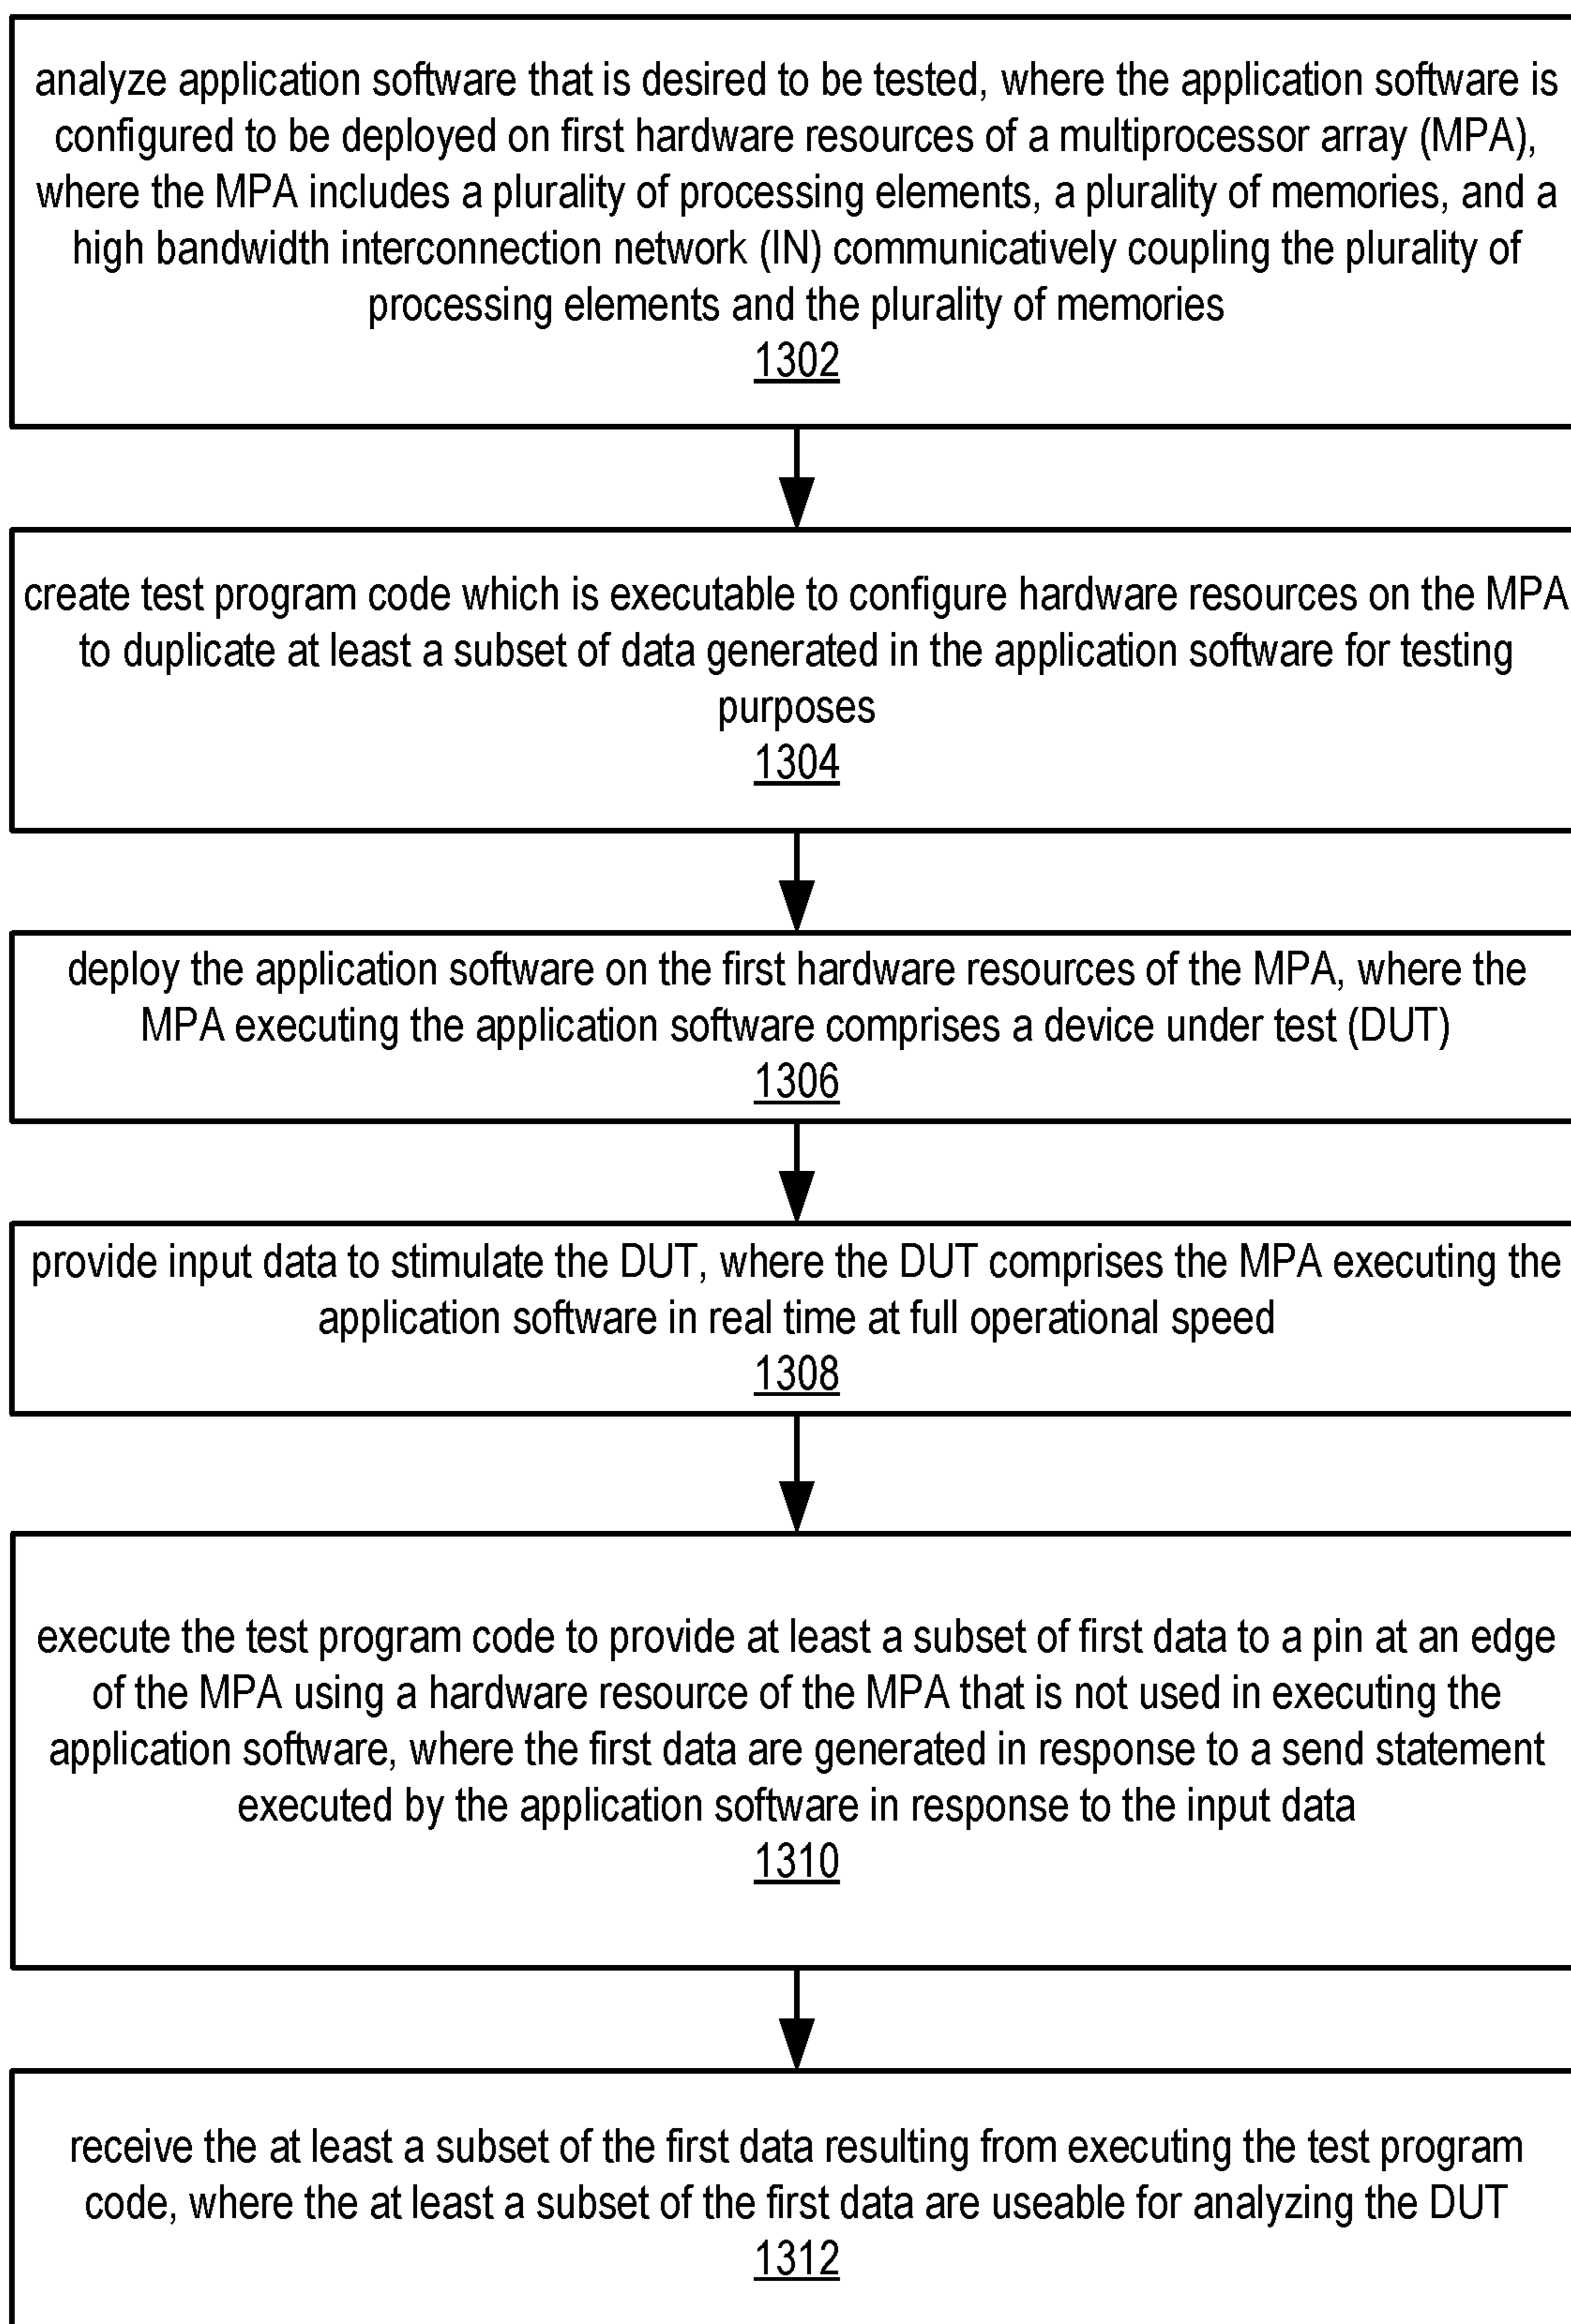 analyze application software that is desired to be tested, where the application software is
configured to be deployed on first hardware resources of a multiprocessor array (MPA),
where the MPA includes a plurality of processing elements, a plurality of memories, and a
high bandwidth interconnection network (IN) communicatively coupling the plurality of
processing elements and the plurality of memories
1302
create test program code which is executable to configure hardware resources on the MPA
to duplicate at least a subset of data generated in the application software for testing
purposes
1304
deploy the application software on the first hardware resources of the MPA, where the
MPA executing the application software comprises a device under test (DUT)
1306
provide input data to stimulate the DUT, where the DUT comprises the MPA executing the
application software in real time at full operational speed
1308
execute the test program code to provide at least a subset of first data to a pin at an edge
of the MPA using a hardware resource of the MPA that is not used in executing the
application software, where the first data are generated in response to a send statement
executed by the application software in response to the input data
1310
receive the at least a subset of the first data resulting from executing the test program
code, where the at least a subset of the first data are useable for analyzing the DUT
1312